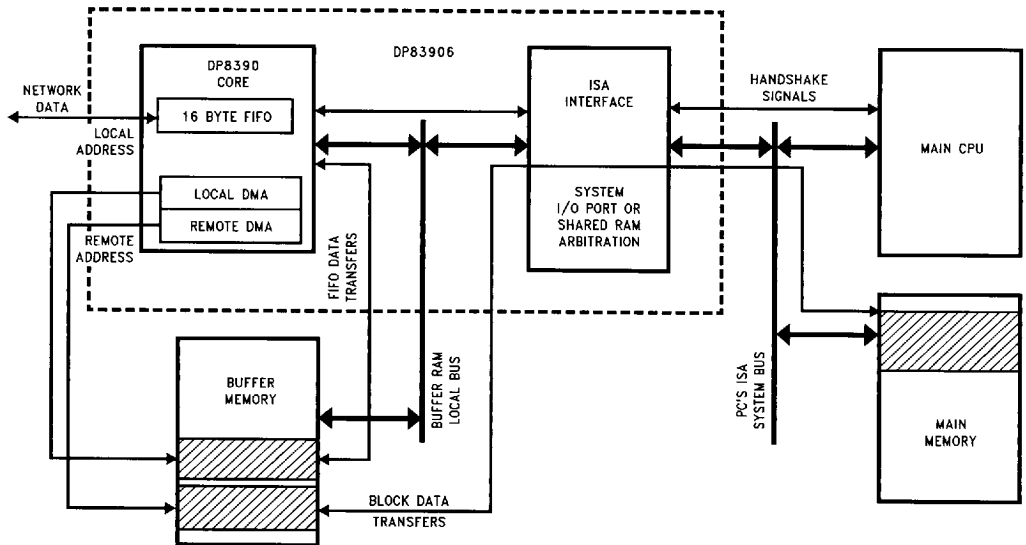 DP8390
CORE
DP83906
NETWORK
DATA
16 BYTE FIFO
LOCAL
ADDRESS
LOCAL DMA
REMOTE DMA
REMOTE
ADDRESS
FIFO DATA
TRANSFERS
ISA
INTERFACE
SYSTEM
I/O PORT OR
SHARED RAM
ARBITRATION
HANDSHAKE
SIGNALS
MAIN CPU
BUFFER
MEMORY
BUFFER RAM
LOCAL BUS
BLOCK DATA
TRANSFERS
PC'S ISA
SYSTEM BUS
MAIN
MEMORY